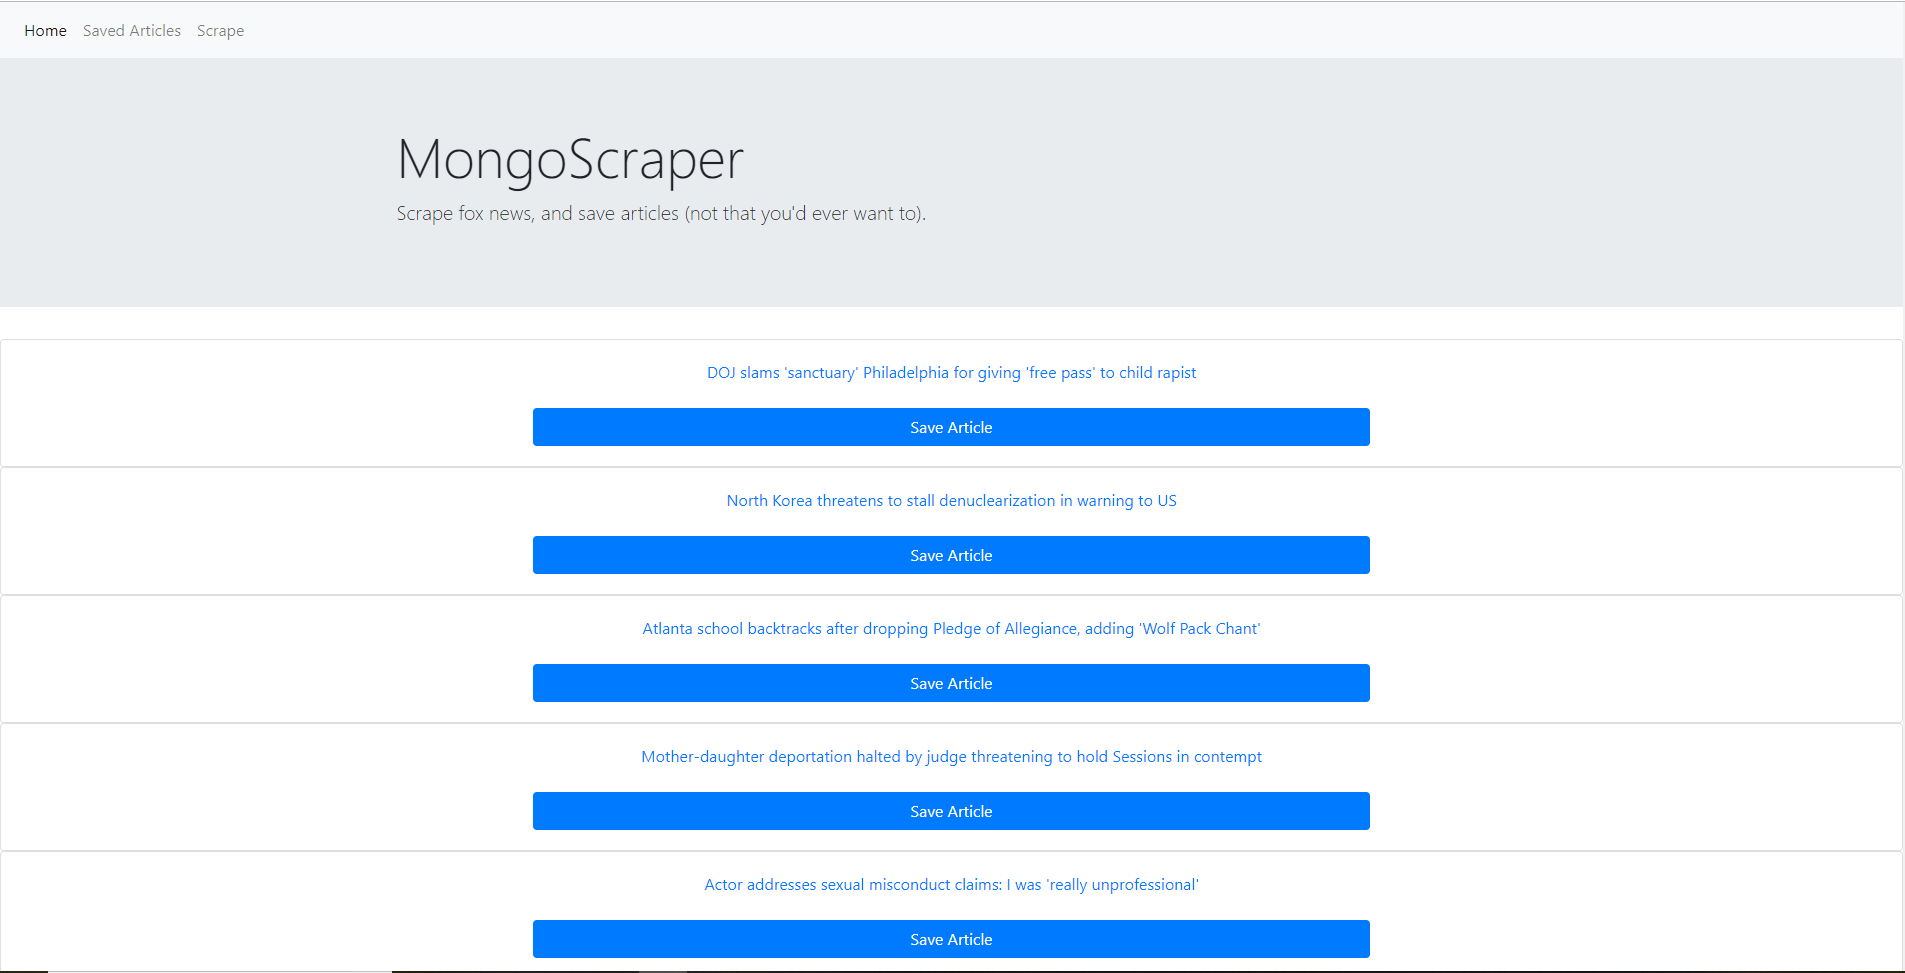 Home Saved Articles Scrape
MongoScraper
Scrape fox news, and save articles (not that you'd ever want to).
DOJ slams 'sanctuary' Philadelphia for giving 'free pass' to child rapist
Save Article
North Korea threatens to stall denuclearization in warning to US
Save Article
Atlanta school backtracks after dropping Pledge of Allegiance, adding 'Wolf Pack Chant'
Save Article
Mother-daughter deportation halted by judge threatening to hold Sessions in contempt
Save Article
Actor addresses sexual misconduct claims: I was 'really unprofessional'
Save Article